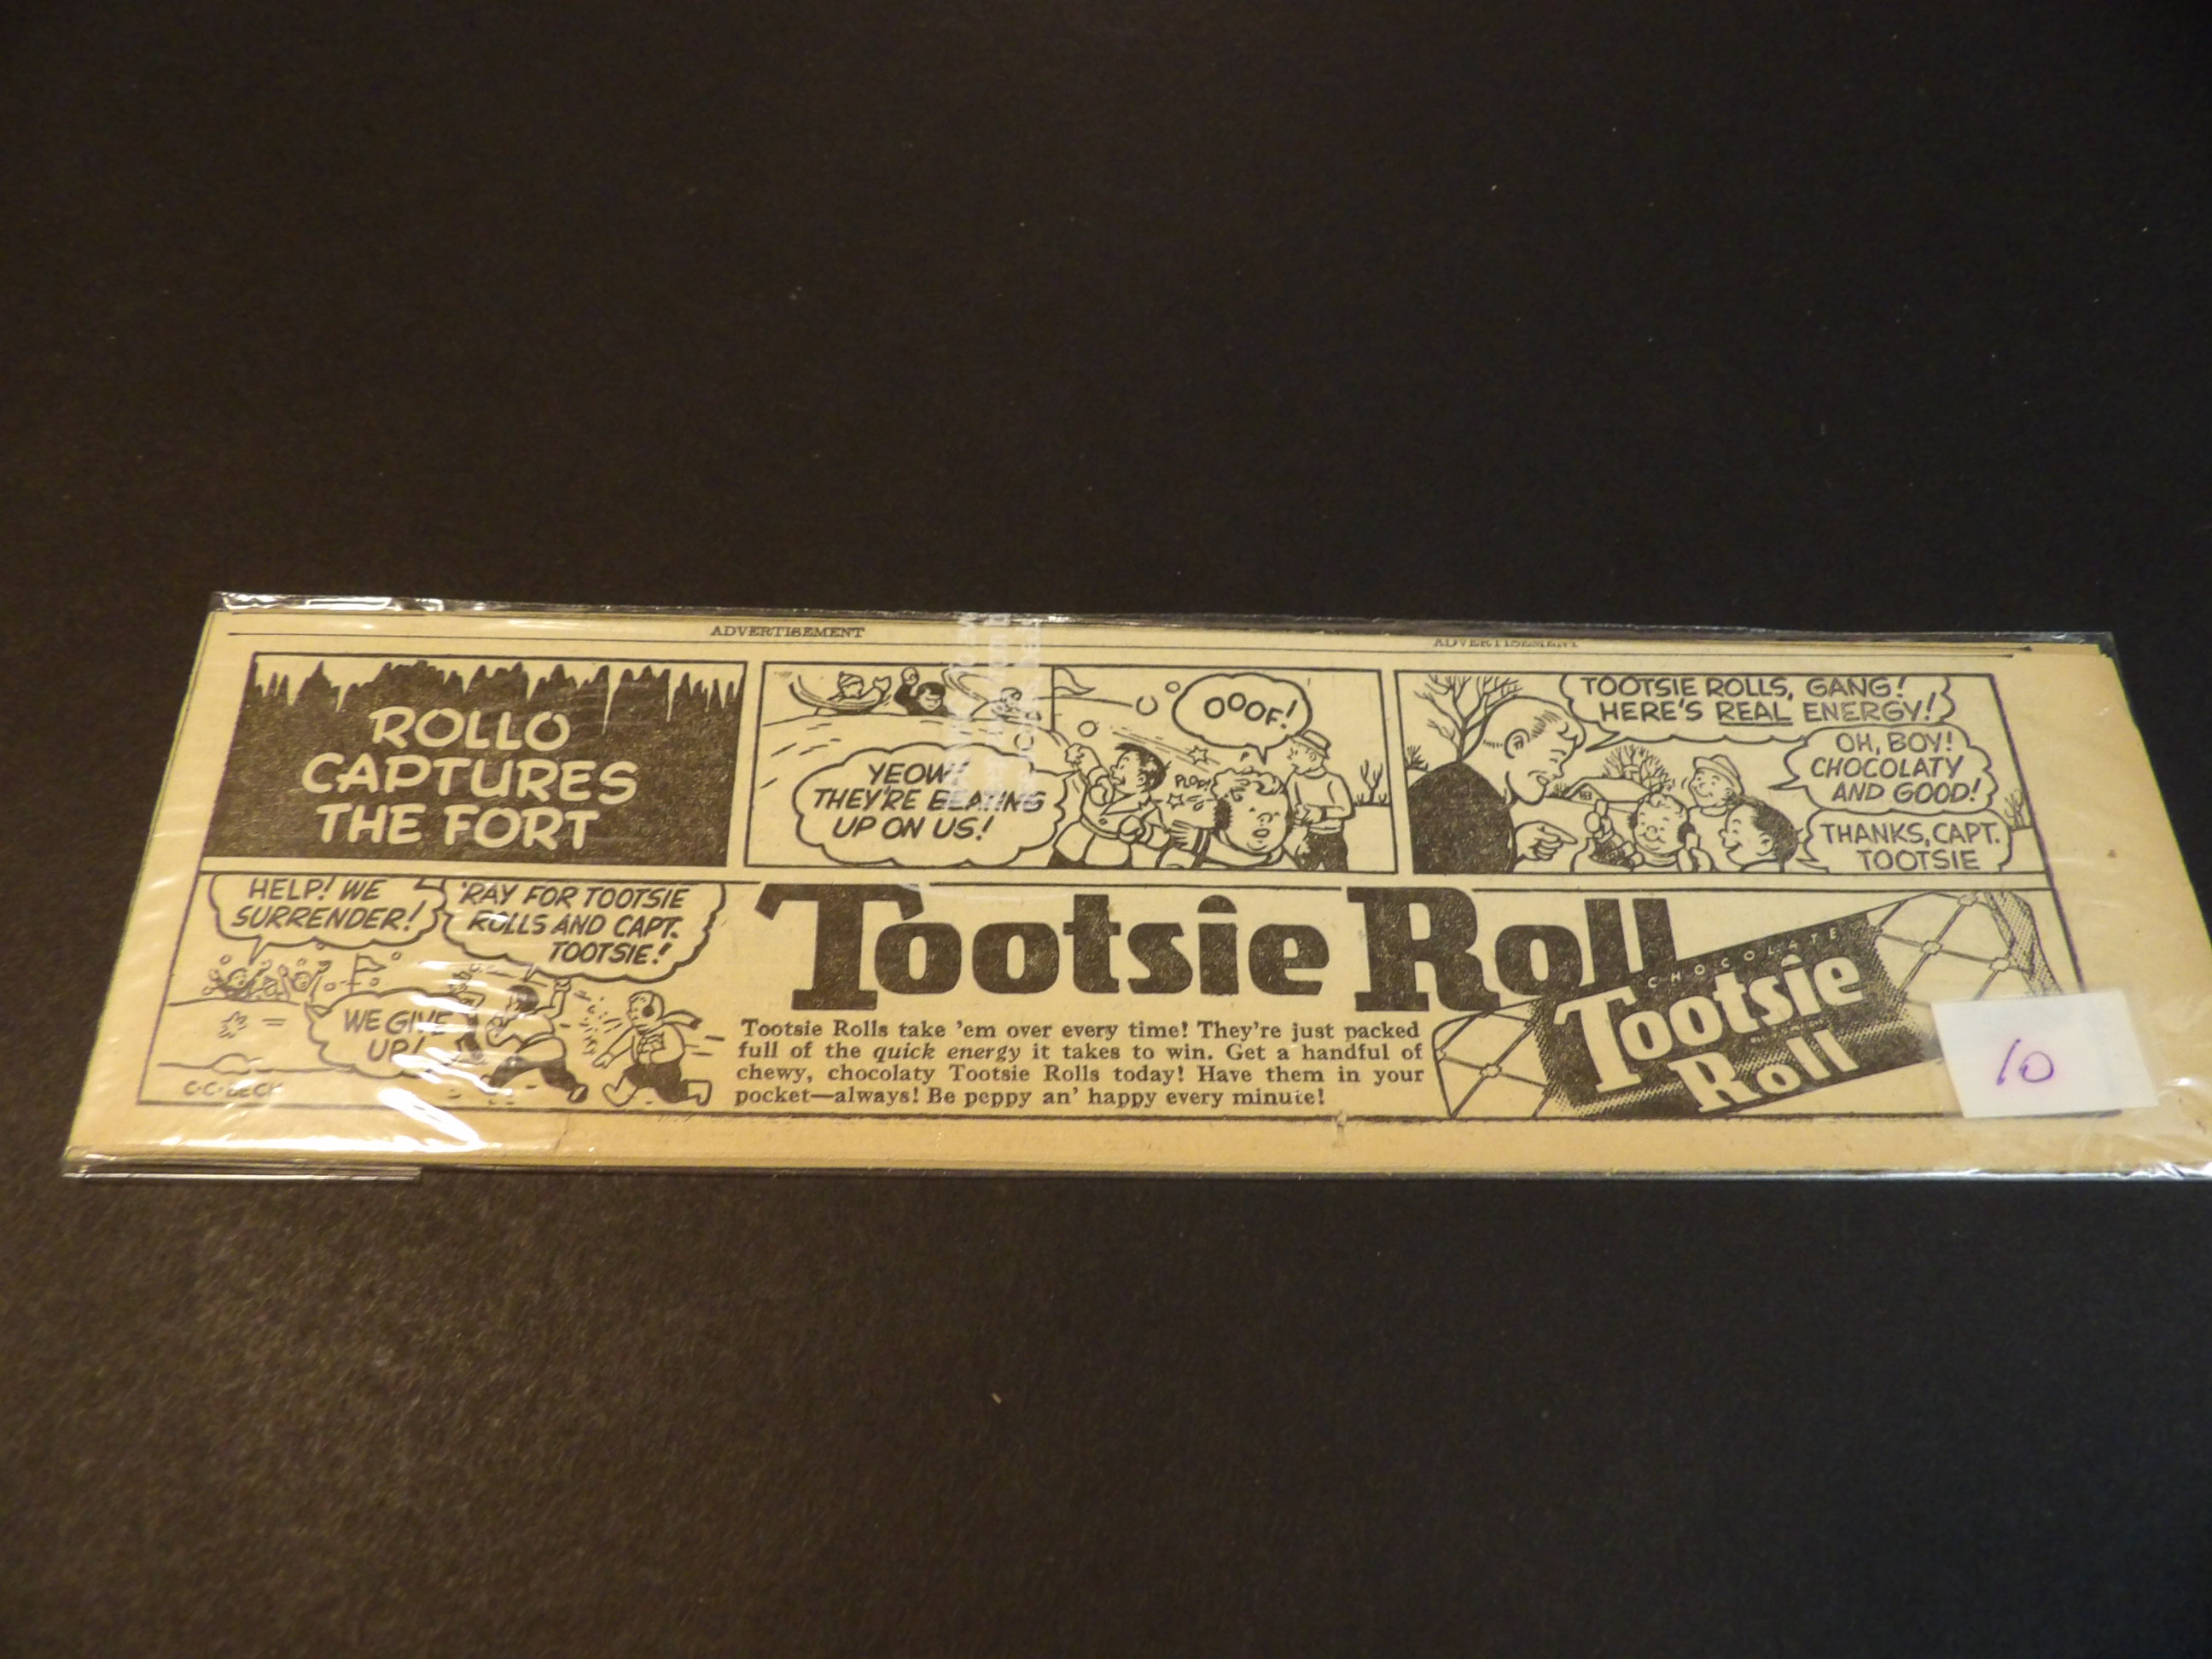 ADVERTISEMENT
ADVERTISEMENT
ROLLO
CAPTURES
THE FORT
YEOW!
THEY'RE BEATING
UP ON US!
PLOP!
OOOF!
TOOTSIE ROLLS, GANG!
HERE'S REAL ENERGY!
OH, BOY!
CHOCOLATY
AND GOOD!
THANKS, CAPT.
TOOTSIE
HELP! WE
SURRENDER!
'RAY FOR TOOTSIE
ROLLS AND CAPT.
TOOTSIE!
WE GIVE
UP!
C.C. BECK
Tootsie Roll
Tootsie Rolls take 'em over every time! They're just packed
full of the quick energy it takes to win. Get a handful of
chewy, chocolaty Tootsie Rolls today! Have them in your
pocket—always! Be peppy an' happy every minute!
CHOCOLATE
Tootsie
Roll
10